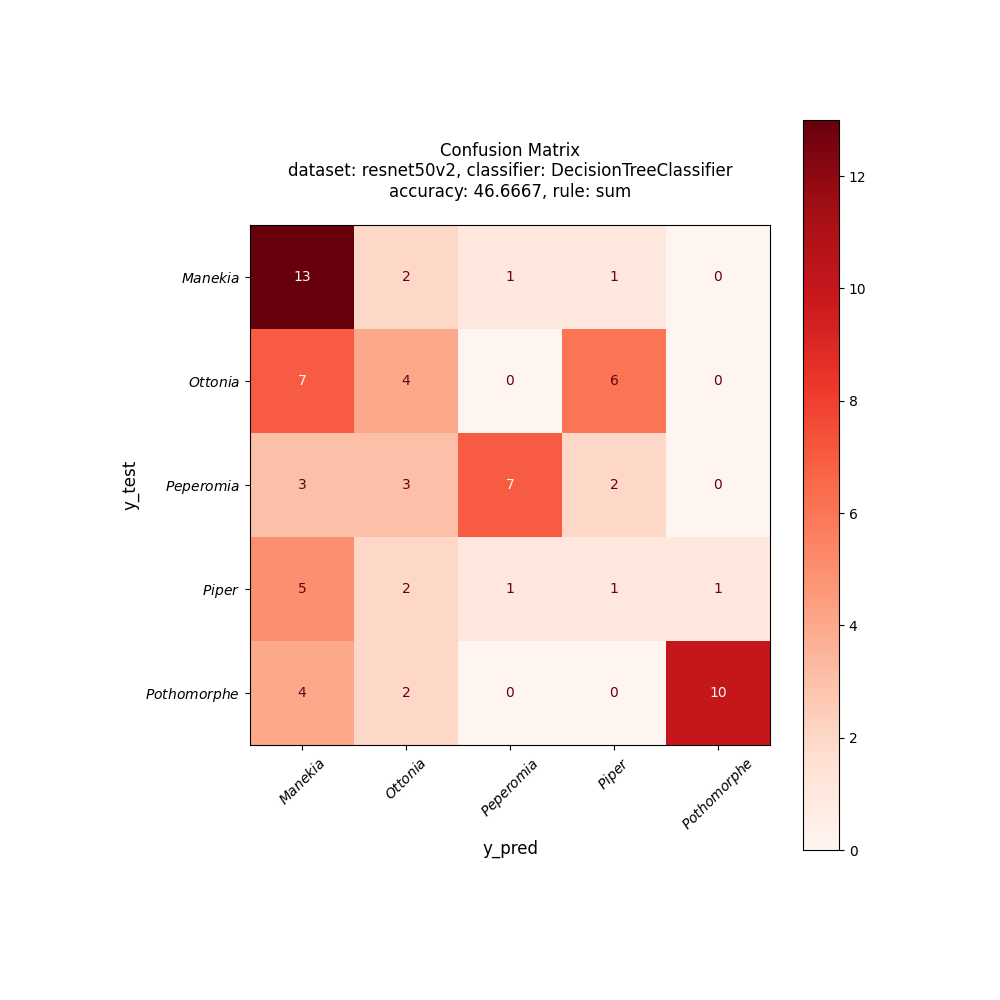 Confusion Matrix
dataset: resnet50v2, classifier: DecisionTreeClassifier
accuracy: 46.6667, rule: sum
y_test
Manekia 13 2 1 1 0
Ottonia 7 4 0 6 0
Peperomia 3 3 7 2 0
Piper 5 2 1 1 1
Pothomorphe 4 2 0 0 10
Manekia Ottonia Peperomia Piper Pothomorphe
y_pred
12
10
8
6
4
2
0